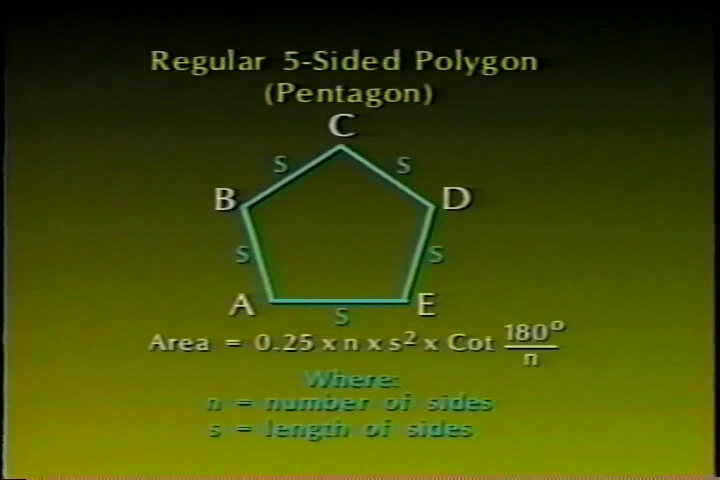 Regular 5-Sided Polygon
(Pentagon)
C
S S
B D
S S
A E
S
Area = 0.25 x n x s² x Cot 180°/n
Where:
n = number of sides
s = length of sides